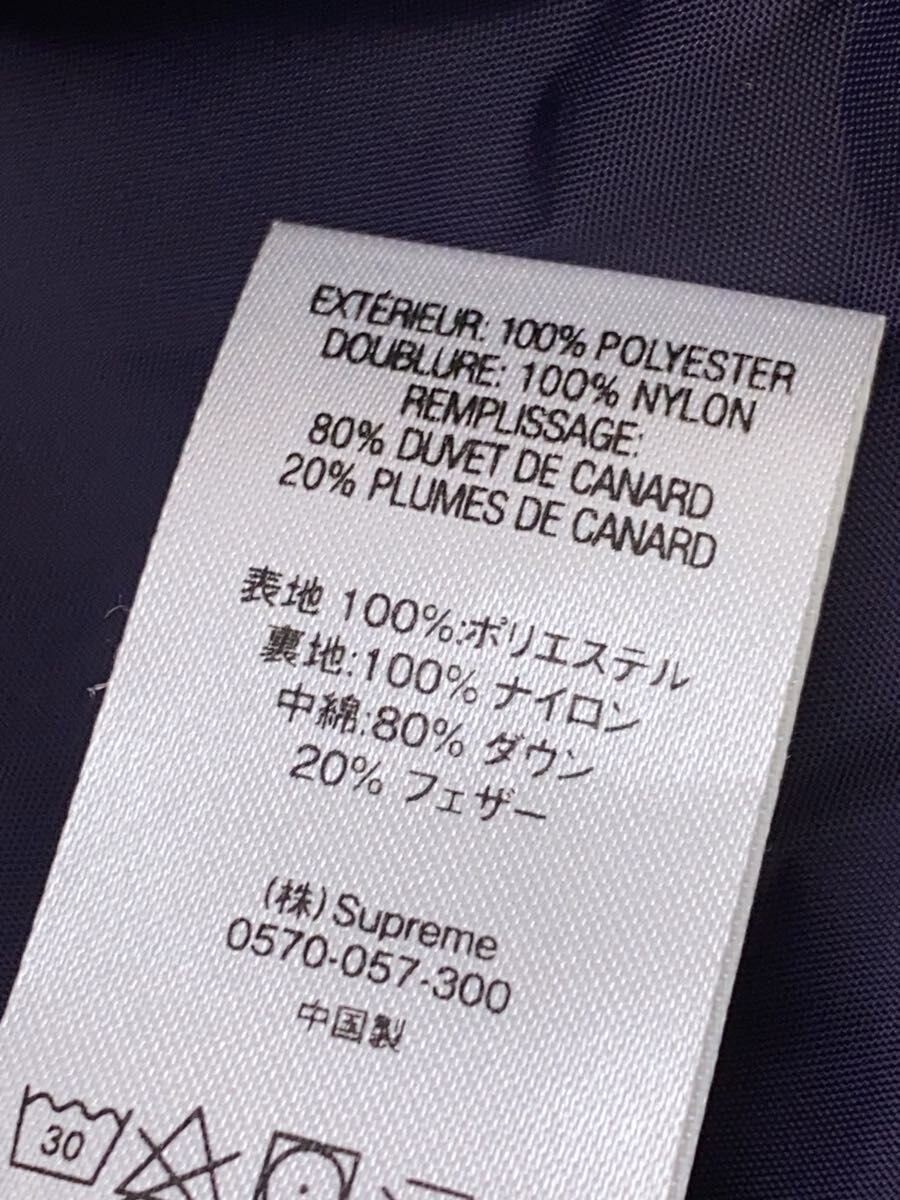 EXTÉRIEUR: 100% POLYESTER
DOUBLURE: 100% NYLON
REMPLISSAGE:
80% DUVET DE CANARD
20% PLUMES DE CANARD
表地 100%:ポリエステル
裏地:100% ナイロン
中綿:80% ダウン
20% フェザー
(株)Supreme
0570-057-300
中国製
30